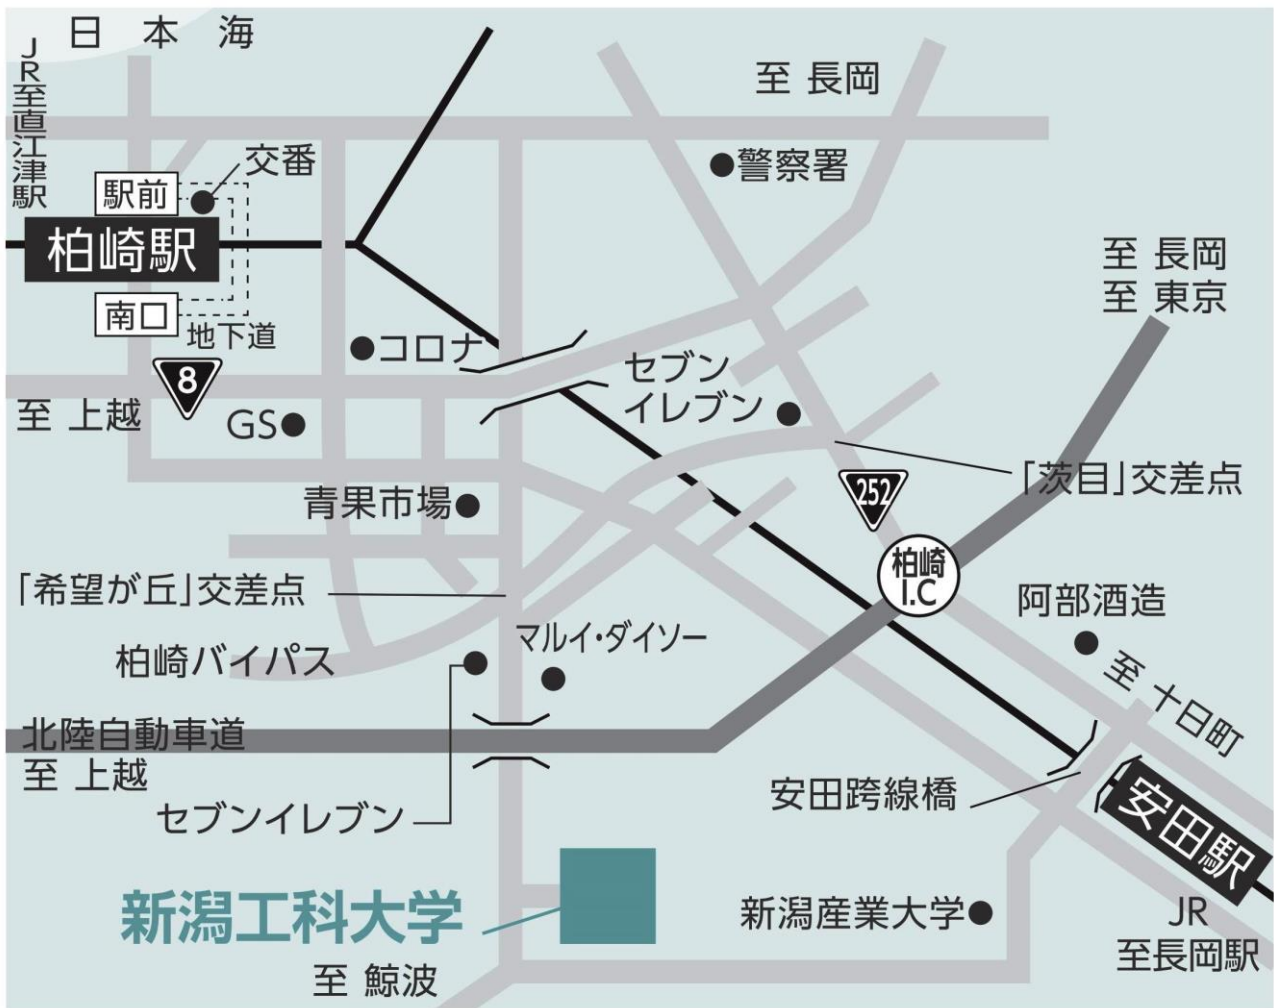 日本海
JR至直江津駅
至 長岡
交番
警察署
駅前
柏崎駅
南口
地下道
至 長岡
至 東京
コロナ
セブン
イレブン
8
至 上越
GS
「茨目」交差点
252
青果市場
柏崎
I.C
「希望が丘」交差点
阿部酒造
マルイ・ダイソー
柏崎バイパス
至 十日町
北陸自動車道
至 上越
安田跨線橋
セブンイレブン
安田駅
新潟工科大学
新潟産業大学
JR
至長岡駅
至 鯨波